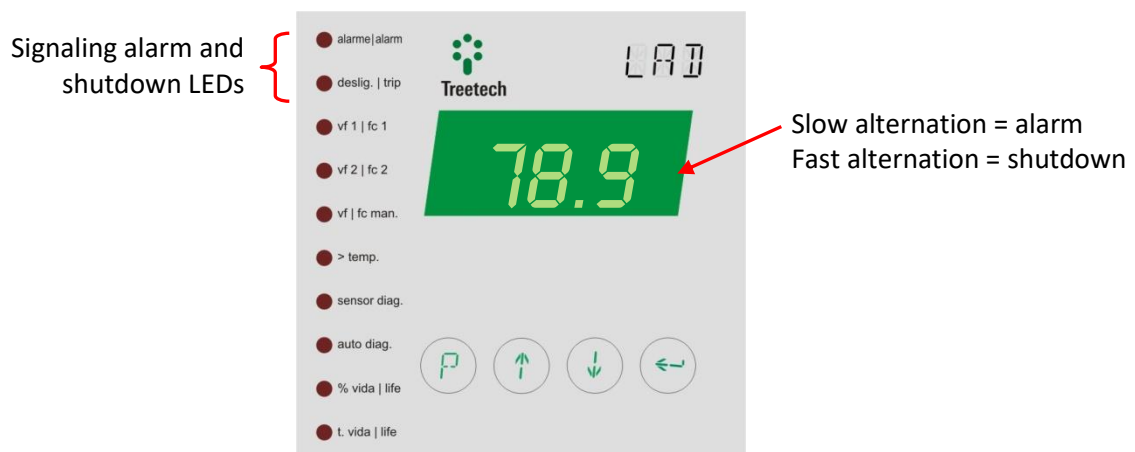 Signaling alarm and
shutdown LEDs
alarme|alarm
deslig. | trip
vf 1 | fc 1
vf 2 | fc 2
vf | fc man.
> temp.
sensor diag.
auto diag.
% vida | life
t. vida | life
Treetech
LAD
78.9
P
Slow alternation = alarm
Fast alternation = shutdown